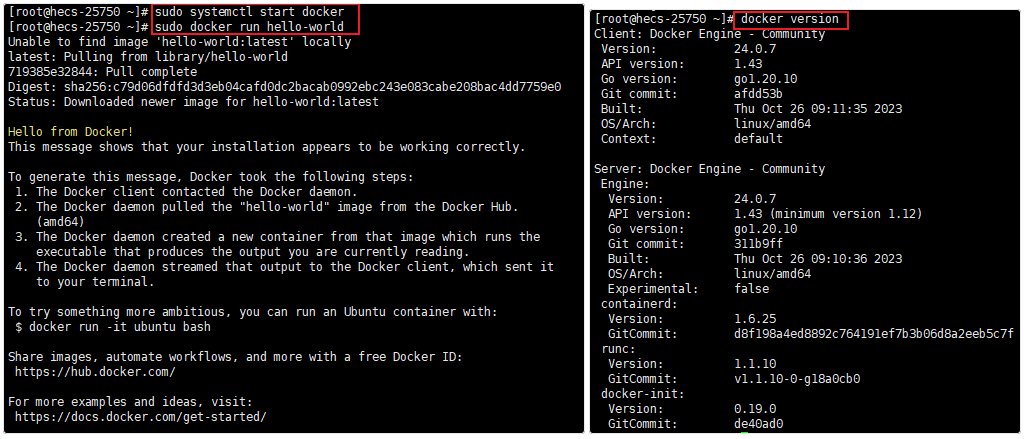 [root@hecs-25750 ~]# sudo systemctl start docker
[root@hecs-25750 ~]# sudo docker run hello-world
Unable to find image 'hello-world:latest' locally
latest: Pulling from library/hello-world
719385e32844: Pull complete
Digest: sha256:c79d06dfdfd3d3eb04cafd0dc2bacab0992ebc243e083cabe208bac4dd7759e0
Status: Downloaded newer image for hello-world:latest
Hello from Docker!
This message shows that your installation appears to be working correctly.
To generate this message, Docker took the following steps:
1. The Docker client contacted the Docker daemon.
2. The Docker daemon pulled the "hello-world" image from the Docker Hub.
(amd64)
3. The Docker daemon created a new container from that image which runs the
executable that produces the output you are currently reading.
4. The Docker daemon streamed that output to the Docker client, which sent it
to your terminal.
To try something more ambitious, you can run an Ubuntu container with:
$ docker run -it ubuntu bash
Share images, automate workflows, and more with a free Docker ID:
https://hub.docker.com/
For more examples and ideas, visit:
https://docs.docker.com/get-started/
[root@hecs-25750 ~]# docker version
Client: Docker Engine - Community
Version: 24.0.7
API version: 1.43
Go version: go1.20.10
Git commit: afdd53b
Built: Thu Oct 26 09:11:35 2023
OS/Arch: linux/amd64
Context: default
Server: Docker Engine - Community
Engine:
Version: 24.0.7
API version: 1.43 (minimum version 1.12)
Go version: go1.20.10
Git commit: 311b9ff
Built: Thu Oct 26 09:10:36 2023
OS/Arch: linux/amd64
Experimental: false
containerd:
Version: 1.6.25
GitCommit: d8f198a4ed8892c764191ef7b3b06d8a2eeb5c7f
runc:
Version: 1.1.10
GitCommit: v1.1.10-0-g18a0cb0
docker-init:
Version: 0.19.0
GitCommit: de40ad0